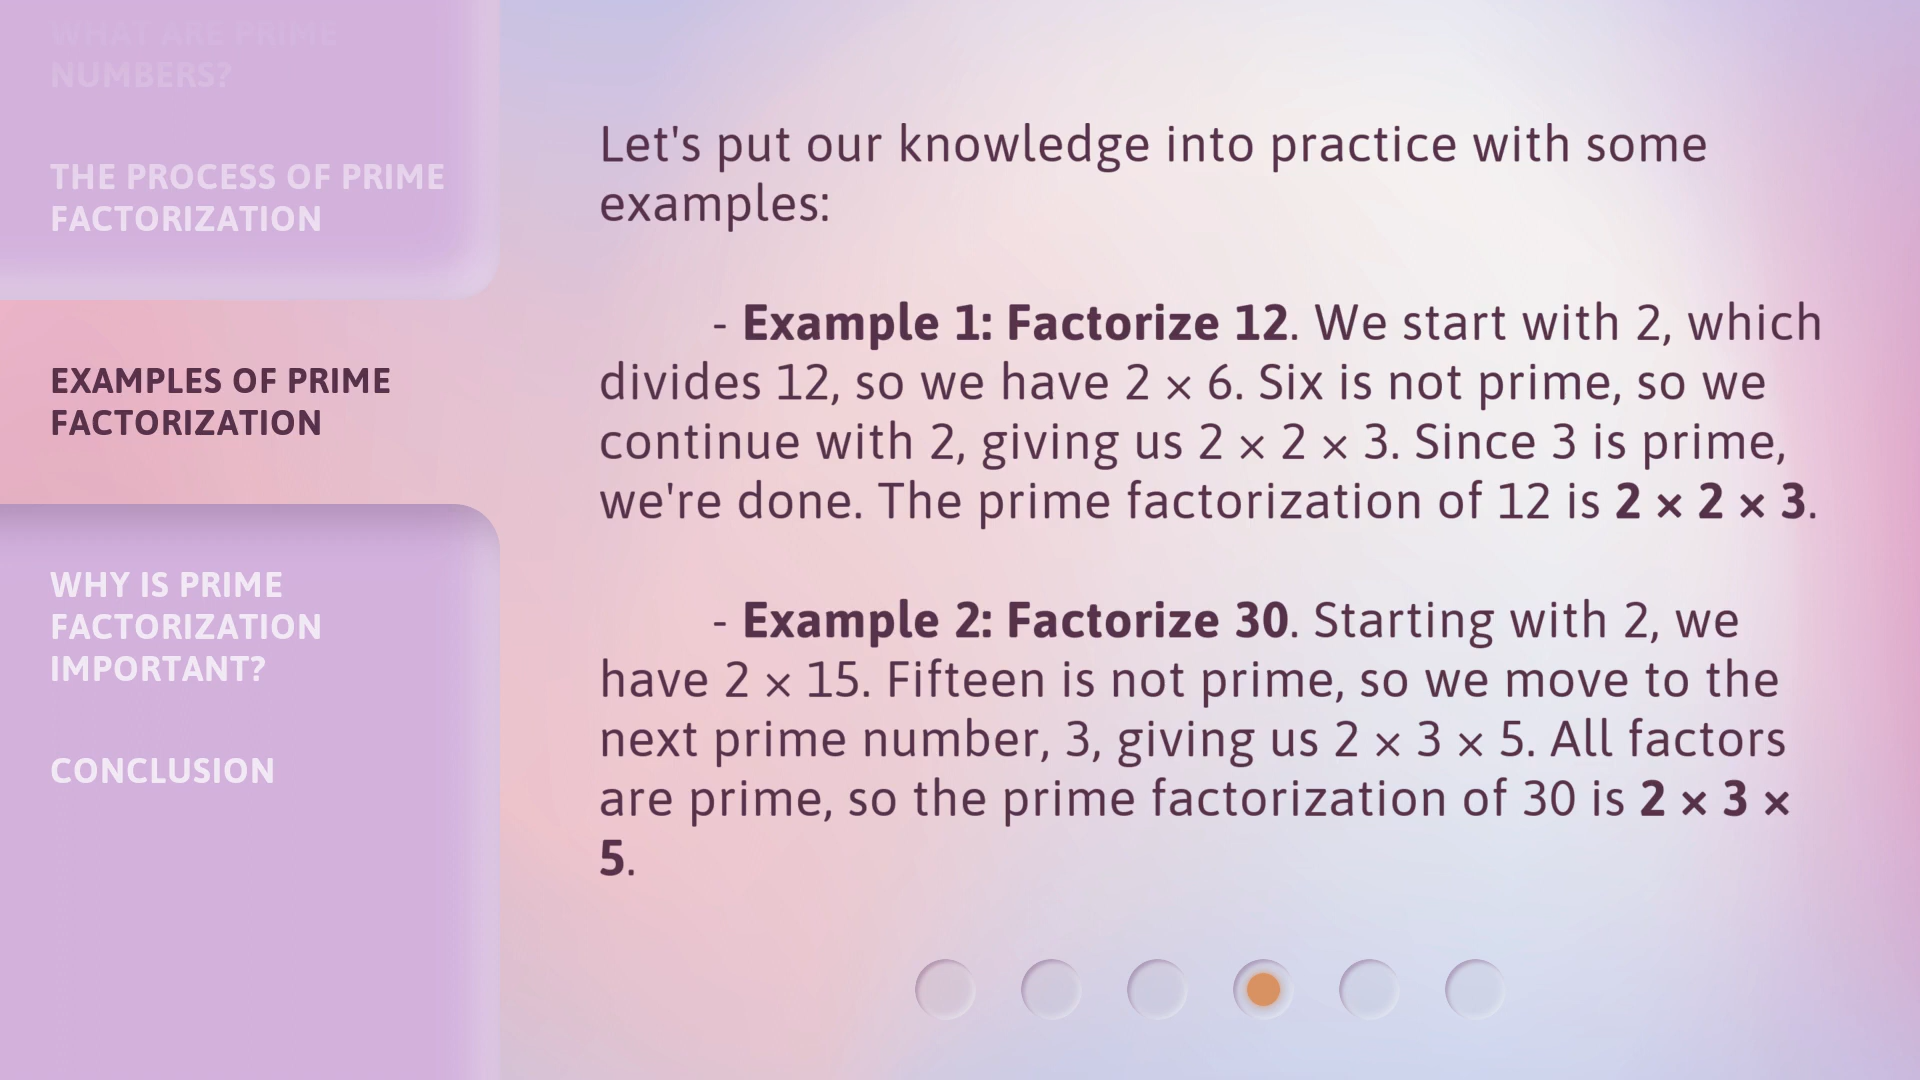 WHAT ARE PRIME
NUMBERS?
THE PROCESS OF PRIME
FACTORIZATION
EXAMPLES OF PRIME
FACTORIZATION
WHY IS PRIME
FACTORIZATION
IMPORTANT?
CONCLUSION
Let's put our knowledge into practice with some
examples:
- Example 1: Factorize 12. We start with 2, which
divides 12, so we have 2 × 6. Six is not prime, so we
continue with 2, giving us 2 × 2 × 3. Since 3 is prime,
we're done. The prime factorization of 12 is 2 × 2 × 3.
- Example 2: Factorize 30. Starting with 2, we
have 2 × 15. Fifteen is not prime, so we move to the
next prime number, 3, giving us 2 × 3 × 5. All factors
are prime, so the prime factorization of 30 is 2 × 3 ×
5.